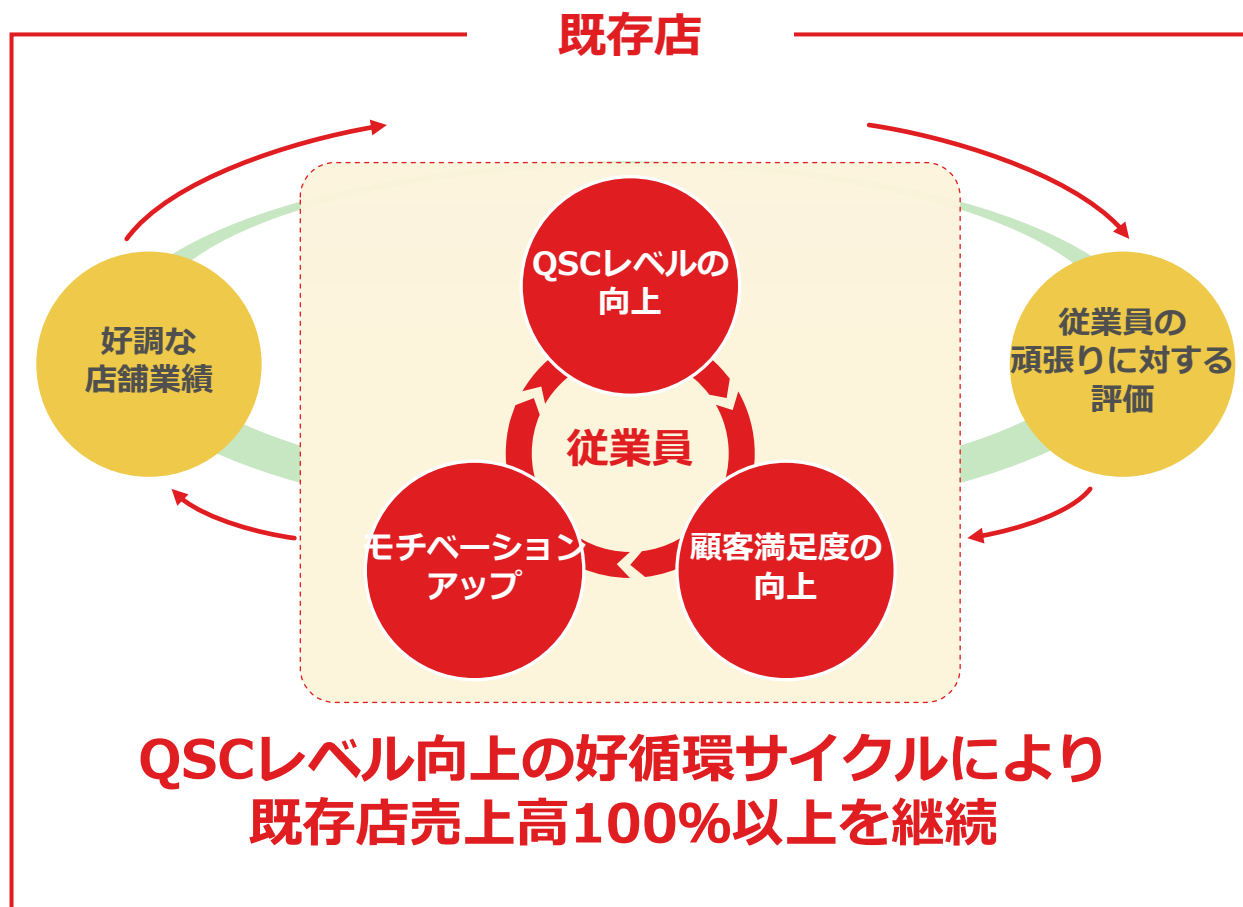 既存店
QSCレベルの
向上
好調な
店舗業績
従業員の
頑張りに対する
評価
従業員
モチベーション
アップ
顧客満足度の
向上
QSCレベル向上の好循環サイクルにより
既存店売上高100%以上を継続